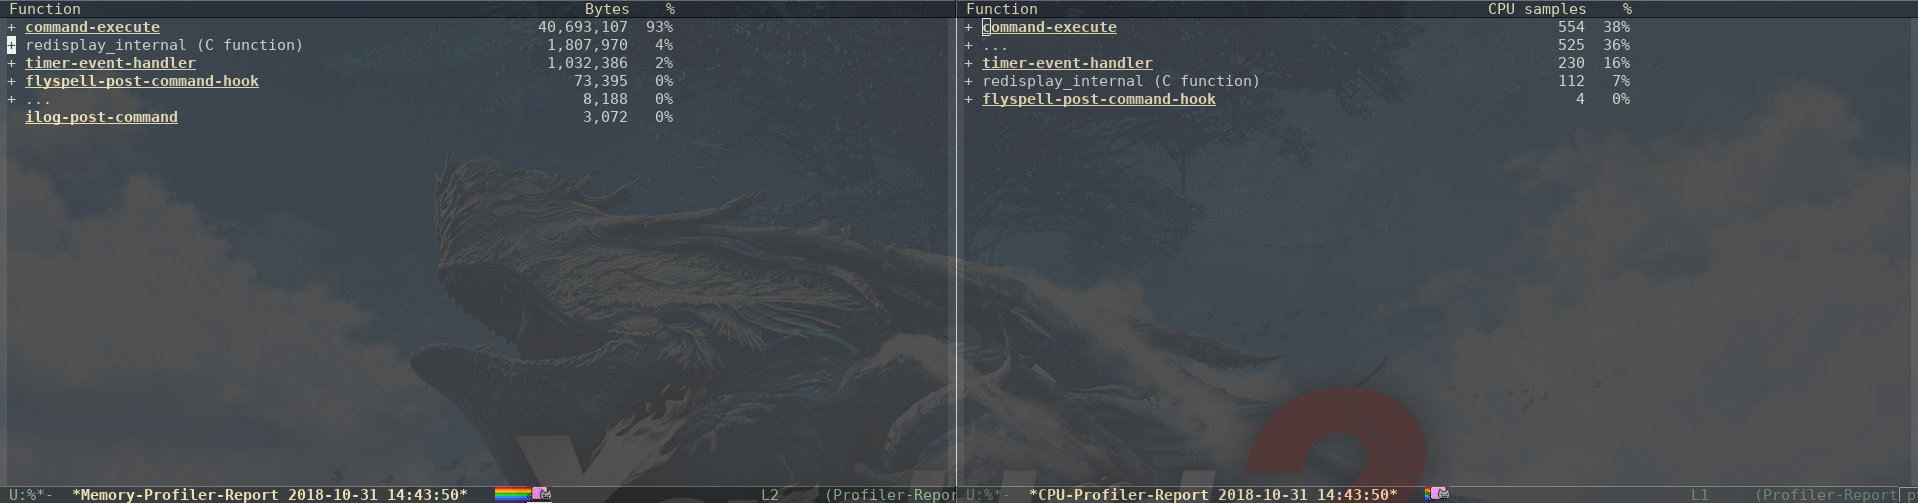 Function Bytes %
+ command-execute 40,693,107 93%
+ redisplay_internal (C function) 1,807,970 4%
+ timer-event-handler 1,032,386 2%
+ flyspell-post-command-hook 73,395 0%
+ ... 8,188 0%
ilog-post-command 3,072 0%
U:%*- *Memory-Profiler-Report 2018-10-31 14:43:50* L2 (Profiler-Repor
Function CPU samples %
+ command-execute 554 38%
+ ... 525 36%
+ timer-event-handler 230 16%
+ redisplay_internal (C function) 112 7%
+ flyspell-post-command-hook 4 0%
U:%*- *CPU-Profiler-Report 2018-10-31 14:43:50* L1 (Profiler-Report p
2